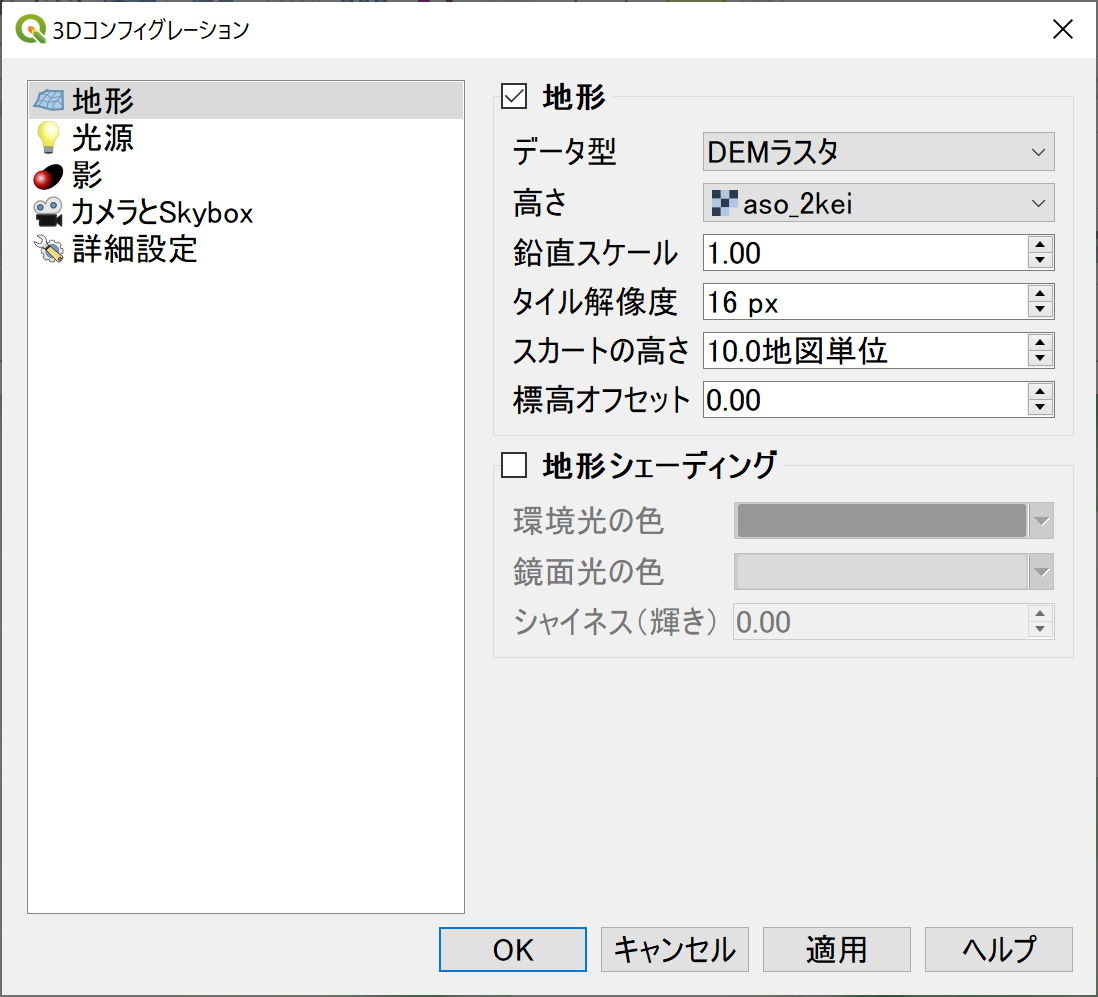 3Dコンフィグレーション
地形
光源
影
カメラとSkybox
詳細設定
地形
データ型 DEMラスタ
高さ aso_2kei
鉛直スケール 1.00
タイル解像度 16 px
スカートの高さ 10.0地図単位
標高オフセット 0.00
地形シェーディング
環境光の色
鏡面光の色
シャイネス（輝き） 0.00
OK キャンセル 適用 ヘルプ